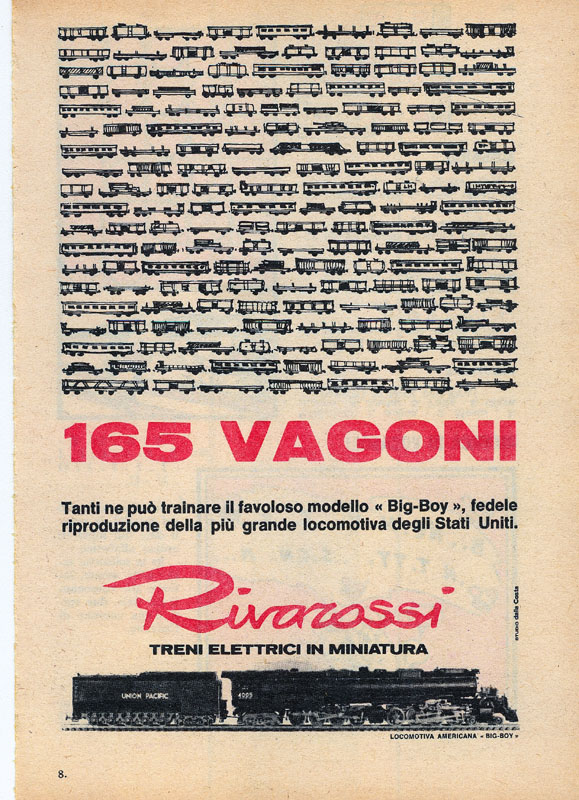 165 VAGONI
Tanti ne può trainare il favoloso modello « Big-Boy », fedele
riproduzione della più grande locomotiva degli Stati Uniti.
Rivarossi
STUDIO dalla Costa
TRENI ELETTRICI IN MINIATURA
UNION PACIFIC
4005
LOCOMOTIVA AMERICANA « BIG-BOY »
8.